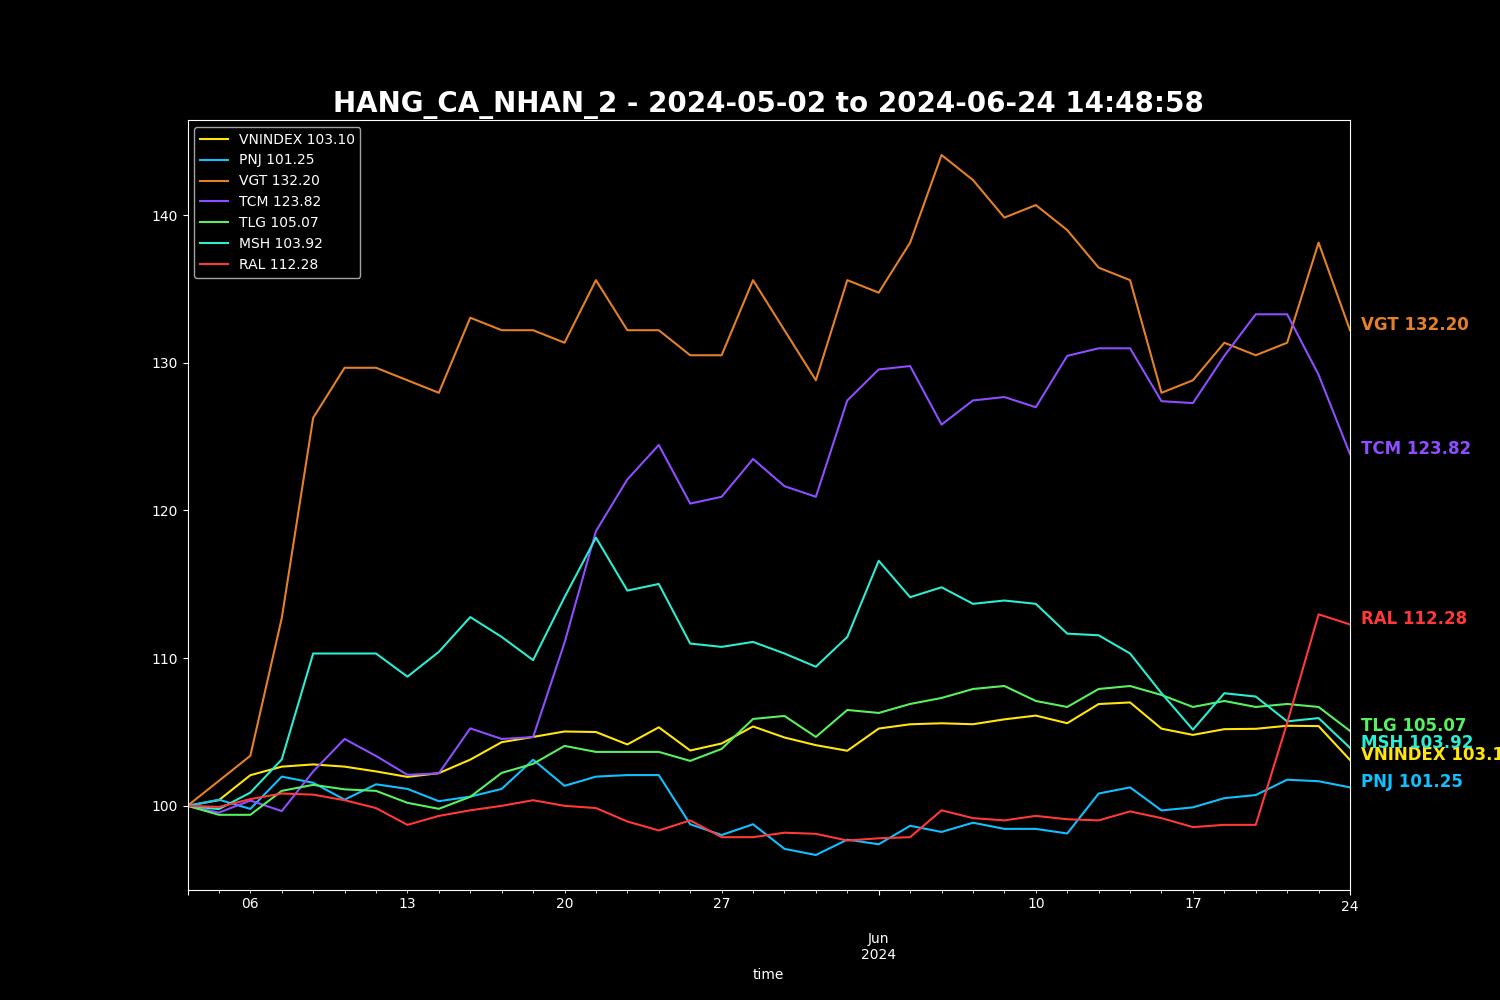 HANG_CA_NHAN_2 - 2024-05-02 to 2024-06-24 14:48:58
VNINDEX 103.10
PNJ 101.25
VGT 132.20
TCM 123.82
TLG 105.07
MSH 103.92
RAL 112.28
140
130
120
110
100
VGT 132.20
TCM 123.82
RAL 112.28
TLG 105.07
MSH 103.92
VNINDEX 103.1
PNJ 101.25
06 13 20 27 10 17 24
Jun
2024
time